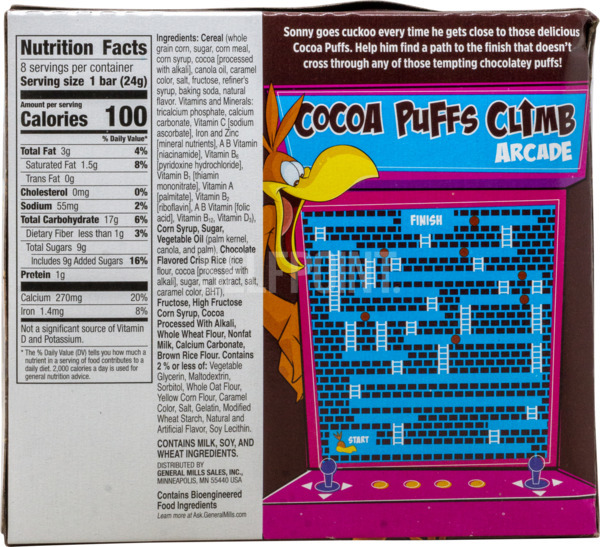 Nutrition Facts
8 servings per container
Serving size 1 bar (24g)
Amount per serving
Calories 100
% Daily Value*
Total Fat 3g 4%
Saturated Fat 1.5g 8%
Trans Fat 0g
Cholesterol 0mg 0%
Sodium 55mg 2%
Total Carbohydrate 17g 6%
Dietary Fiber less than 1g 3%
Total Sugars 9g
Includes 9g Added Sugars 16%
Protein 1g
Calcium 270mg 20%
Iron 1.4mg 8%
Not a significant source of Vitamin
D and Potassium.
* The % Daily Value (DV) tells you how much a
nutrient in a serving of food contributes to a
daily diet. 2,000 calories a day is used for
general nutrition advice.
Ingredients: Cereal (whole
grain corn, sugar, corn meal,
corn syrup, cocoa [processed
with alkali], canola oil, caramel
color, salt, fructose, refiner's
syrup, baking soda, natural
flavor. Vitamins and Minerals:
tricalcium phosphate, calcium
carbonate, Vitamin C [sodium
ascorbate], Iron and Zinc
[mineral nutrients], A B Vitamin
[niacinamide], Vitamin B6
[pyridoxine hydrochloride],
Vitamin B1 [thiamin
mononitrate], Vitamin A
[palmitate], Vitamin B2
[riboflavin], A B Vitamin [folic
acid], Vitamin B12, Vitamin D3),
Corn Syrup, Sugar,
Vegetable Oil (palm kernel,
canola, and palm), Chocolate
Flavored Crisp Rice (rice
flour, cocoa [processed with
alkali], sugar, malt extract, salt,
caramel color, BHT),
Fructose, High Fructose
Corn Syrup, Cocoa
Processed With Alkali,
Whole Wheat Flour, Nonfat
Milk, Calcium Carbonate,
Brown Rice Flour. Contains
2 % or less of: Vegetable
Glycerin, Maltodextrin,
Sorbitol, Whole Oat Flour,
Yellow Corn Flour, Caramel
Color, Salt, Gelatin, Modified
Wheat Starch, Natural and
Artificial Flavor, Soy Lecithin.
CONTAINS MILK, SOY, AND
WHEAT INGREDIENTS.
DISTRIBUTED BY
GENERAL MILLS SALES, INC.,
MINNEAPOLIS, MN 55440 USA
Contains Bioengineered
Food Ingredients
Learn more at Ask.GeneralMills.com
Sonny goes cuckoo every time he gets close to those delicious
Cocoa Puffs. Help him find a path to the finish that doesn't
cross through any of those tempting chocolatey puffs!
COCOA PUFFS CLIMB
ARCADE
FINISH
START